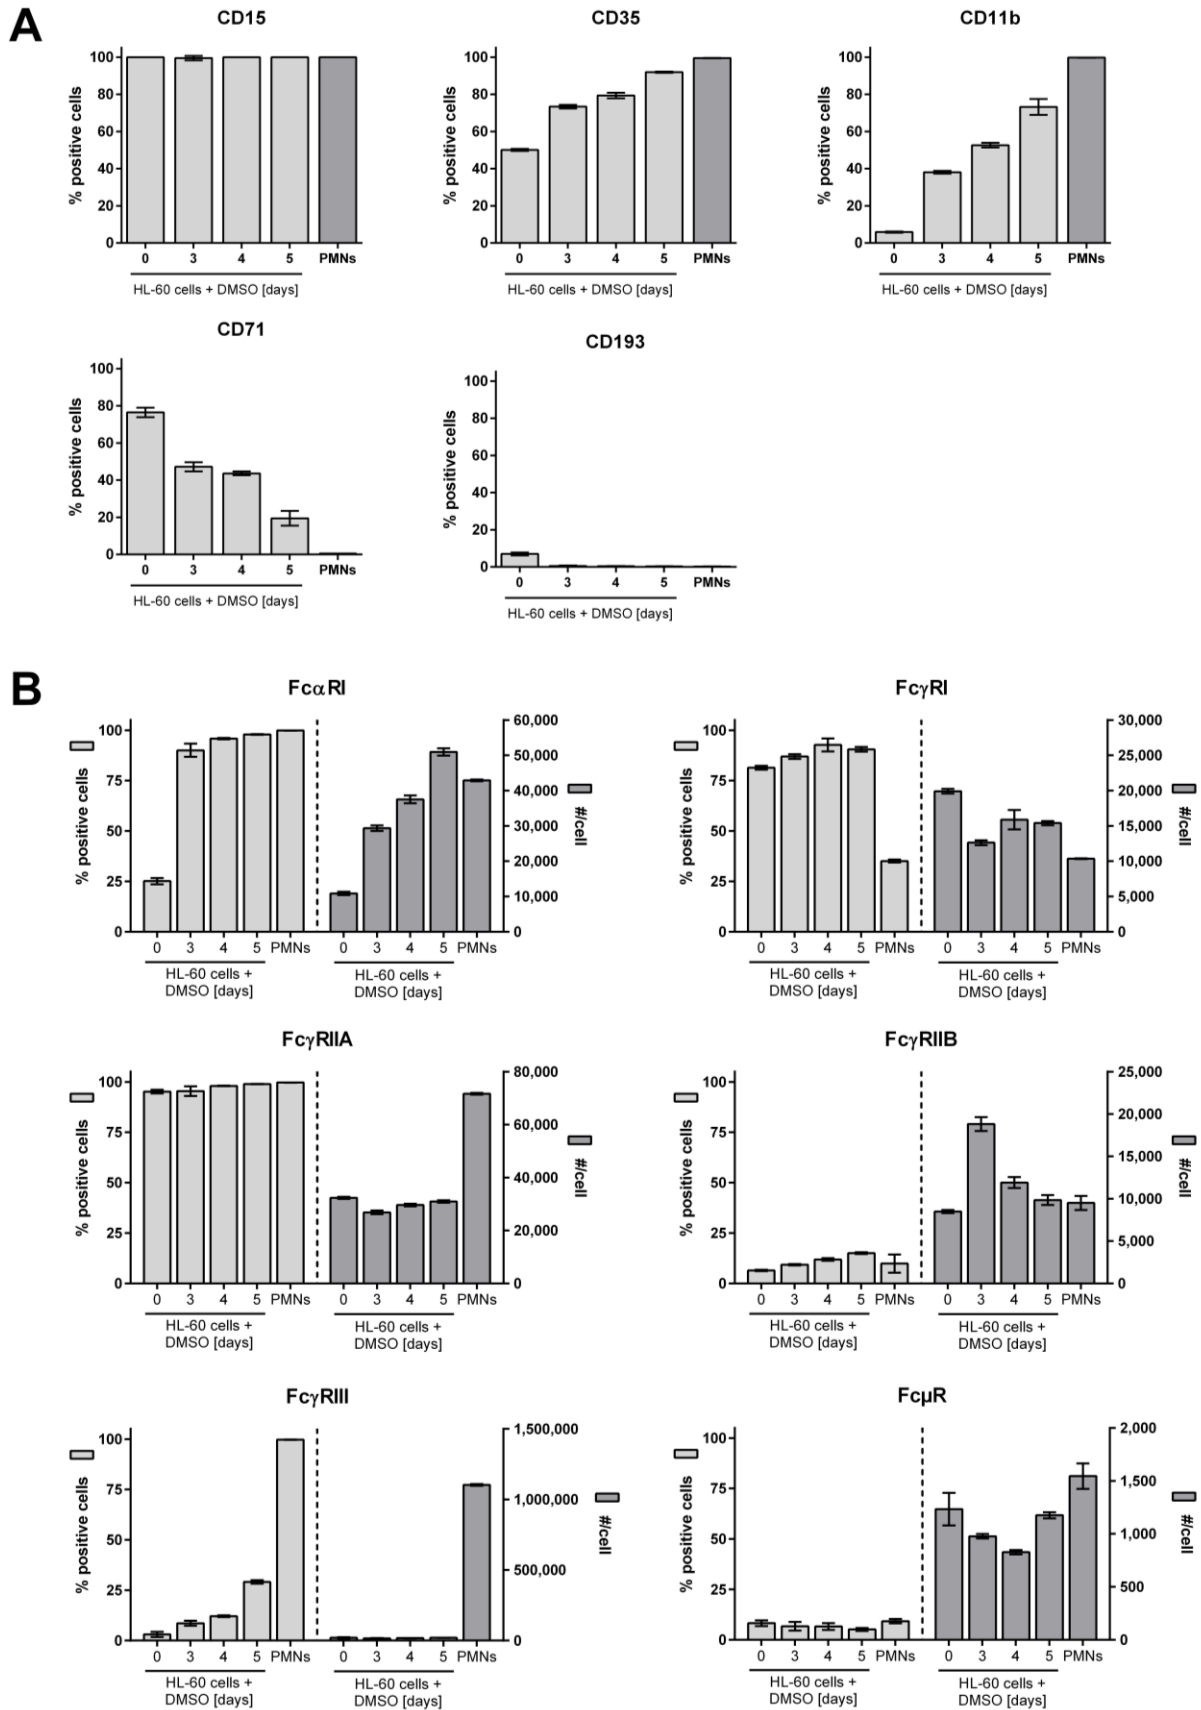 A
CD15
100
80
60
40
20
0
% positive cells
0 3 4 5 PMNs
HL-60 cells + DMSO [days]
CD35
100
80
60
40
20
0
% positive cells
0 3 4 5 PMNs
HL-60 cells + DMSO [days]
CD11b
100
80
60
40
20
0
% positive cells
0 3 4 5 PMNs
HL-60 cells + DMSO [days]
CD71
100
80
60
40
20
0
% positive cells
0 3 4 5 PMNs
HL-60 cells + DMSO [days]
CD193
100
80
60
40
20
0
% positive cells
0 3 4 5 PMNs
HL-60 cells + DMSO [days]
B
FcαRI
100
75
50
25
0
% positive cells
60,000
50,000
40,000
30,000
20,000
10,000
0
#/cell
0 3 4 5 PMNs 0 3 4 5 PMNs
HL-60 cells +
DMSO [days]
HL-60 cells +
DMSO [days]
FcγRI
100
75
50
25
0
% positive cells
30,000
25,000
20,000
15,000
10,000
5,000
0
#/cell
0 3 4 5 PMNs 0 3 4 5 PMNs
HL-60 cells +
DMSO [days]
HL-60 cells +
DMSO [days]
FcγRIIA
100
75
50
25
0
% positive cells
80,000
60,000
40,000
20,000
0
#/cell
0 3 4 5 PMNs 0 3 4 5 PMNs
HL-60 cells +
DMSO [days]
HL-60 cells +
DMSO [days]
FcγRIIB
100
75
50
25
0
% positive cells
25,000
20,000
15,000
10,000
5,000
0
#/cell
0 3 4 5 PMNs 0 3 4 5 PMNs
HL-60 cells +
DMSO [days]
HL-60 cells +
DMSO [days]
FcγRIII
100
75
50
25
0
% positive cells
1,500,000
1,000,000
500,000
0
#/cell
0 3 4 5 PMNs 0 3 4 5 PMNs
HL-60 cells +
DMSO [days]
HL-60 cells +
DMSO [days]
FcμR
100
75
50
25
0
% positive cells
2,000
1,500
1,000
500
0
#/cell
0 3 4 5 PMNs 0 3 4 5 PMNs
HL-60 cells +
DMSO [days]
HL-60 cells +
DMSO [days]